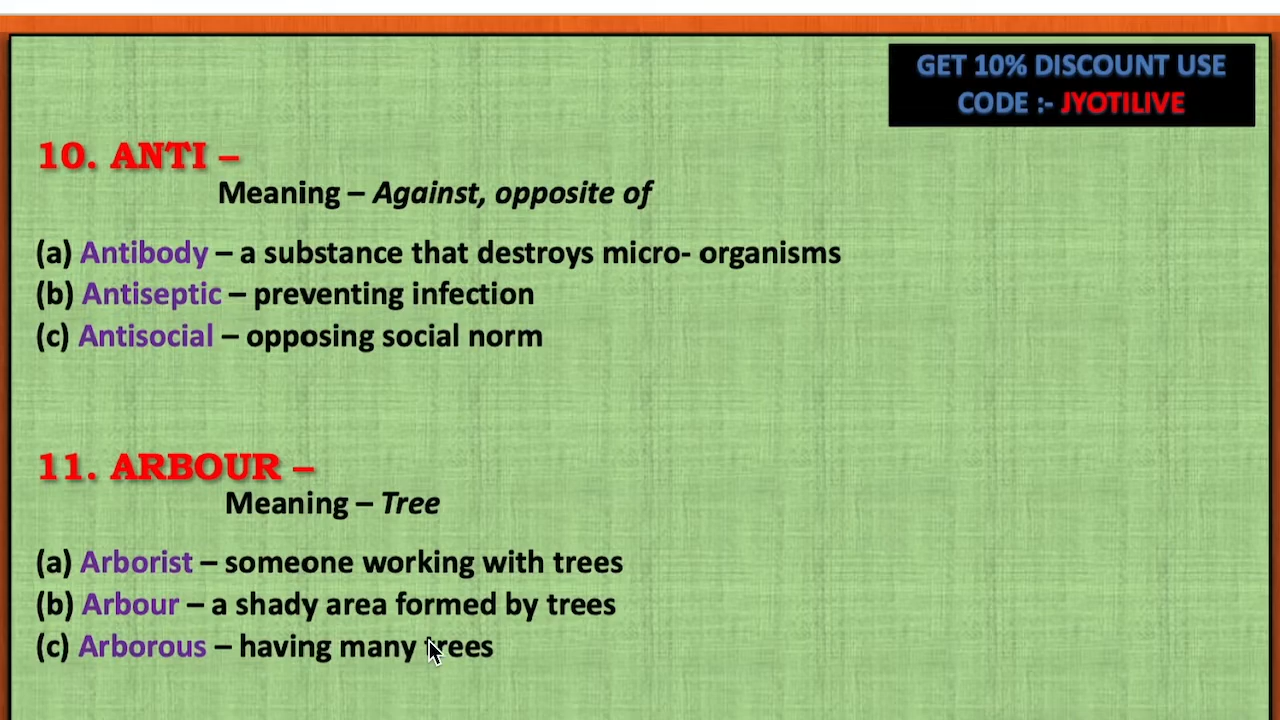 GET 10% DISCOUNT USE
CODE :- JYOTILIVE
10. ANTI –
Meaning – Against, opposite of
(a) Antibody – a substance that destroys micro- organisms
(b) Antiseptic – preventing infection
(c) Antisocial – opposing social norm
11. ARBOUR –
Meaning – Tree
(a) Arborist – someone working with trees
(b) Arbour – a shady area formed by trees
(c) Arborous – having many trees